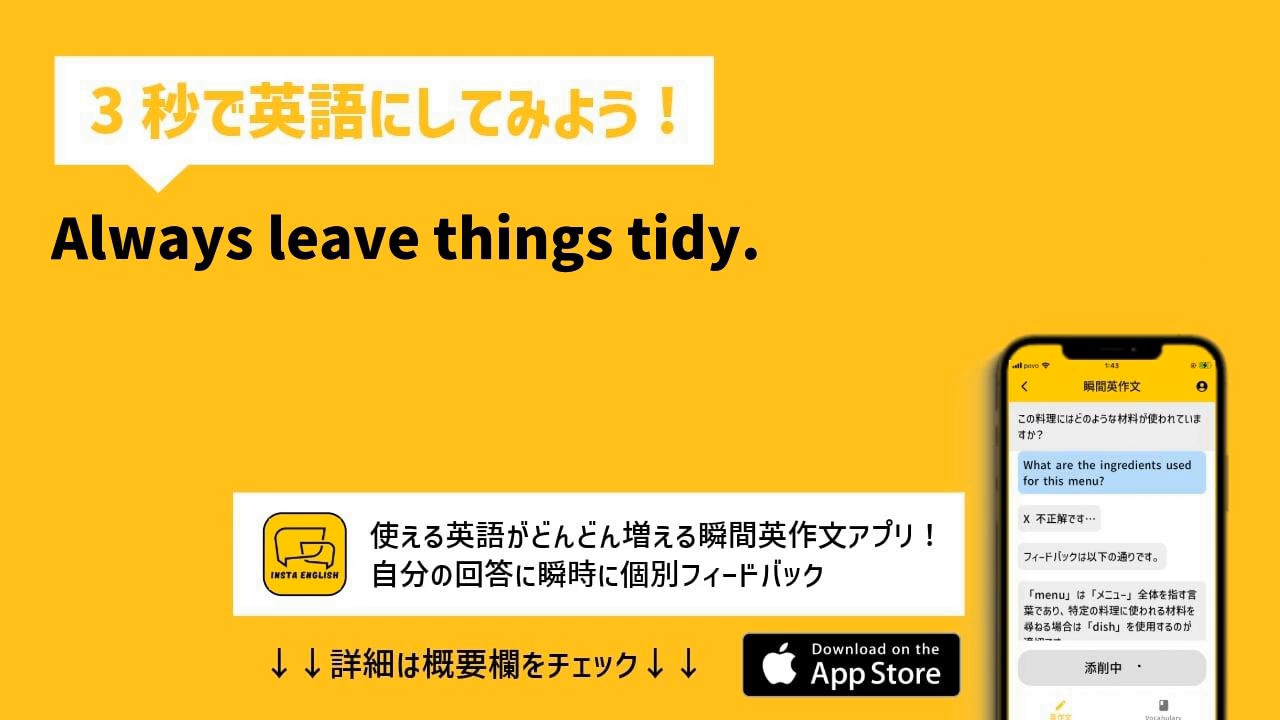 3秒で英語にしてみよう！
Always leave things tidy.
povo
1:43
瞬間英作文
この料理にはどのような材料が使われていま
すか？
What are the ingredients used
for this menu?
X 不正解です…
フィードバックは以下の通りです。
「menu」は「メニュー」全体を指す言
葉であり、特定の料理に使われる材料を
尋ねる場合は「dish」を使用するのが
添削中
英作文
Vocabulary
INSTA ENGLISH
使える英語がどんどん増える瞬間英作文アプリ！
自分の回答に瞬時に個別フィードバック
↓↓詳細は概要欄をチェック↓↓
Download on the
App Store